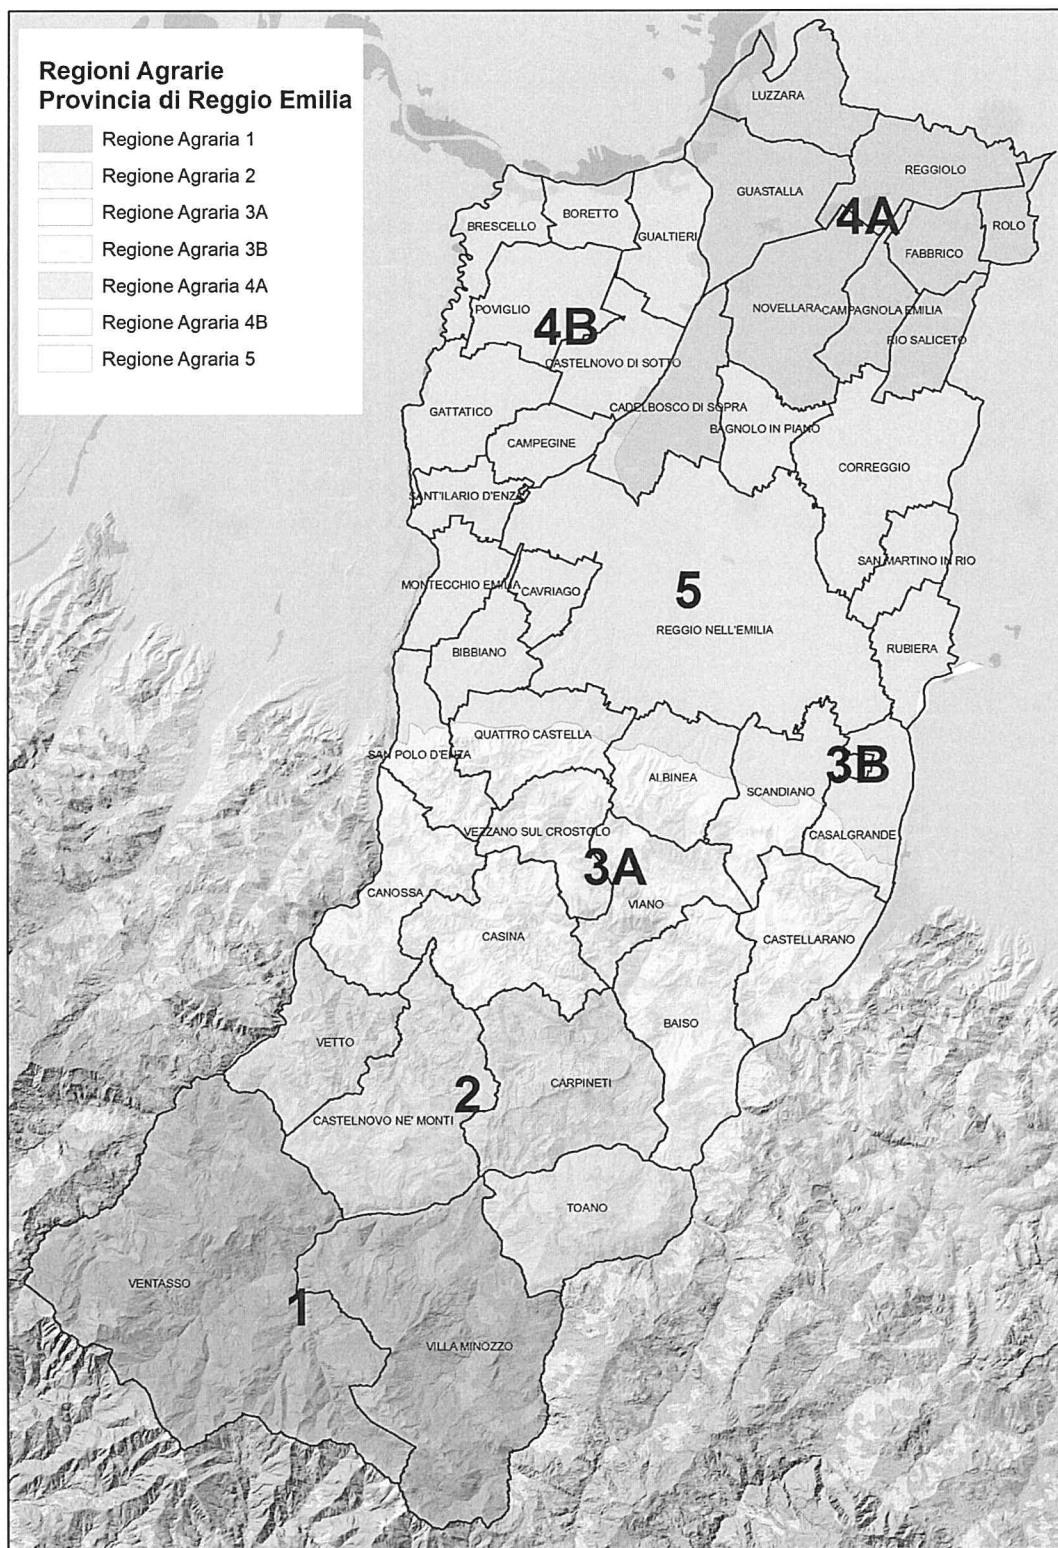 Regioni Agrarie
Provincia di Reggio Emilia
Regione Agraria 1
Regione Agraria 2
Regione Agraria 3A
Regione Agraria 3B
Regione Agraria 4A
Regione Agraria 4B
Regione Agraria 5
LUZZARA
REGGIOLO
GUASTALLA
4A
BORETTO
BRESCELLO
GUALTIERI
ROLO
FABBRICO
POVIGLIO
NOVELLARA
CAMPAGNOLA EMILIA
4B
RIO SALICETO
CASTELNOVO DI SOTTO
CADELBOSCO DI SOPRA
GATTATICO
BAGNOLO IN PIANO
CAMPEGINE
CORREGGIO
SANT'ILARIO D'ENZA
SAN MARTINO IN RIO
MONTECCHIO EMILIA
CAVRIAGO
5
REGGIO NELL'EMILIA
RUBIERA
BIBBIANO
QUATTRO CASTELLA
SAN POLO D'ENZA
3B
ALBINEA
SCANDIANO
VEZZANO SUL CROSTOLO
CASALGRANDE
3A
CANOSSA
VIANO
CASINA
CASTELLARANO
BAISO
VETTO
CARPINETI
2
CASTELNOVO NE' MONTI
TOANO
VENTASSO
1
VILLA MINOZZO